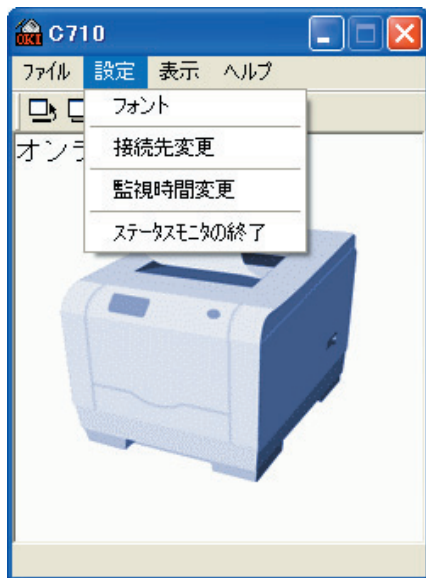 OKI C710
ファイル 設定 表示 ヘルプ
フォント
接続先変更
監視時間変更
ステータスモニタの終了
オンラ